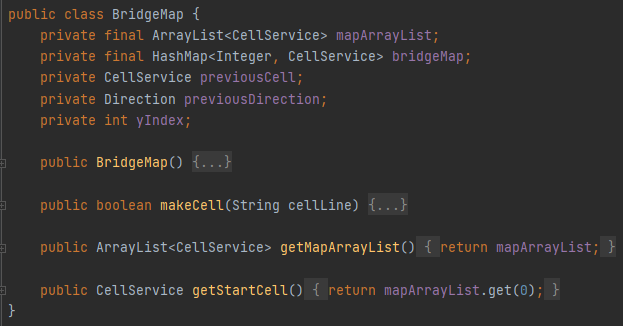 public class BridgeMap {
private final ArrayList<CellService> mapArrayList;
private final HashMap<Integer, CellService> bridgeMap;
private CellService previousCell;
private Direction previousDirection;
private int yIndex;
public BridgeMap() {...}
public boolean makeCell(String cellLine) {...}
public ArrayList<CellService> getMapArrayList() { return mapArrayList; }
public CellService getStartCell() { return mapArrayList.get(0); }
}